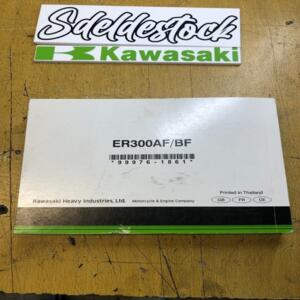 Sdeldestock
Kawasaki
ER300AF/BF
*99976-1861*
Printed in Thailand
Kawasaki Heavy Industries, Ltd. Motorcycle & Engine Company
GB FR DE